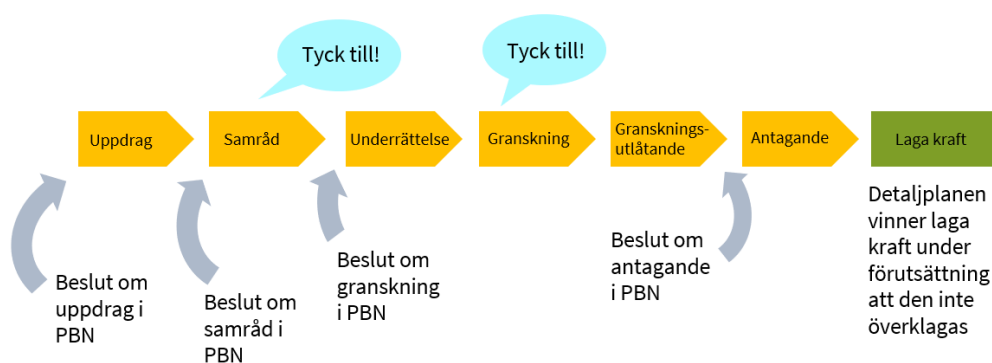 Tyck till!
Tyck till!
Uppdrag
Samråd
Underrättelse
Granskning
Gransknings-
utlåtande
Antagande
Laga kraft
Beslut om
uppdrag i
PBN
Beslut om
samråd i
PBN
Beslut om
granskning
i PBN
Beslut om
antagande
i PBN
Detaljplanen
vinner laga
kraft under
förutsättning
att den inte
överklagas